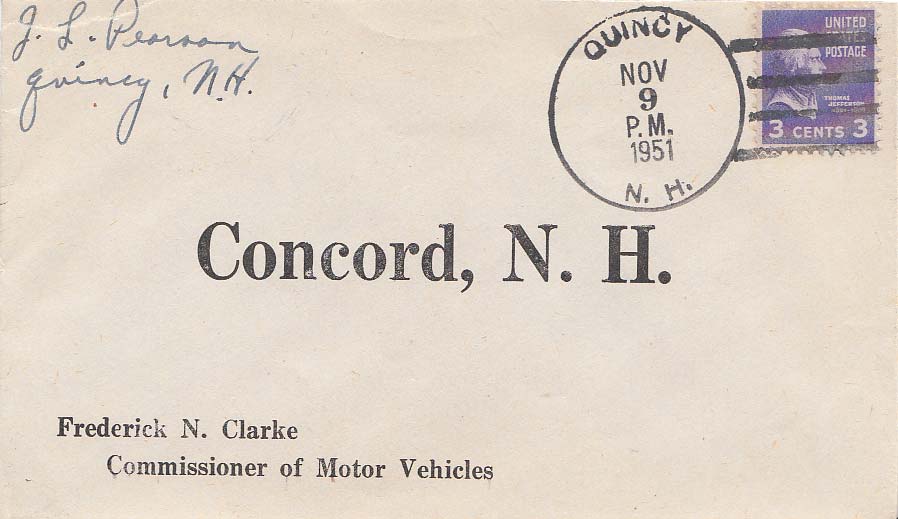 J. L. Pearson
Quincy, N.H.
QUINCY
NOV
9
P.M.
1951
N. H.
UNITED
STATES
POSTAGE
THOMAS
JEFFERSON
3 CENTS 3
Concord, N. H.
Frederick N. Clarke
Commissioner of Motor Vehicles